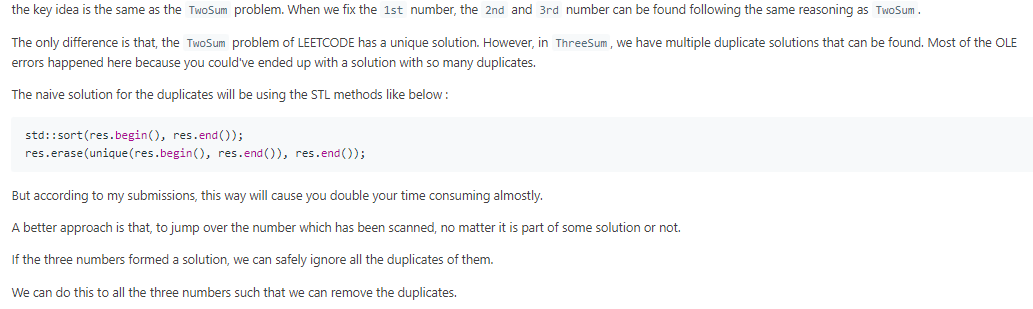 the key idea is the same as the TwoSum problem. When we fix the 1st number, the 2nd and 3rd number can be found following the same reasoning as TwoSum.
The only difference is that, the TwoSum problem of LEETCODE has a unique solution. However, in ThreeSum, we have multiple duplicate solutions that can be found. Most of the OLE
errors happened here because you could've ended up with a solution with so many duplicates.
The naive solution for the duplicates will be using the STL methods like below :
std::sort(res.begin(), res.end());
res.erase(unique(res.begin(), res.end()), res.end());
But according to my submissions, this way will cause you double your time consuming almostly.
A better approach is that, to jump over the number which has been scanned, no matter it is part of some solution or not.
If the three numbers formed a solution, we can safely ignore all the duplicates of them.
We can do this to all the three numbers such that we can remove the duplicates.